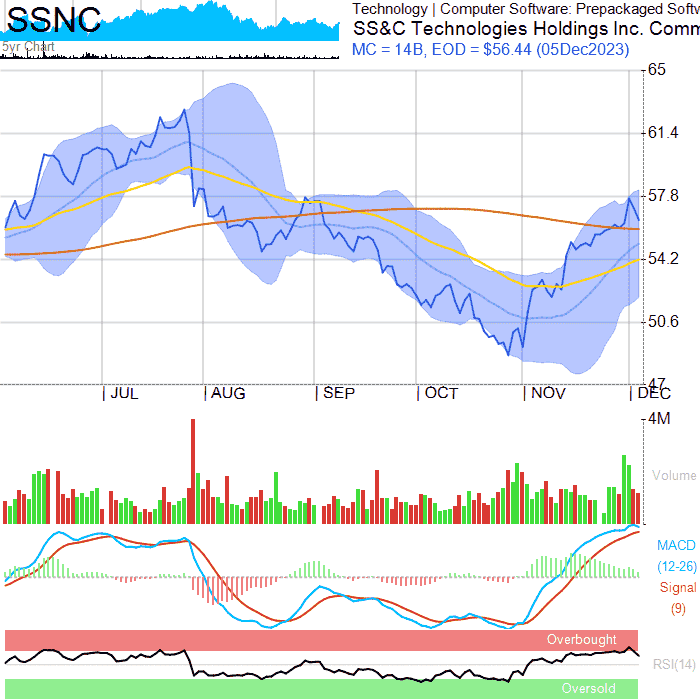 SSNC
5yr Chart
Technology | Computer Software: Prepackaged Softw
SS&C Technologies Holdings Inc. Comm
MC = 14B, EOD = $56.44 (05Dec2023)
65
61.4
57.8
54.2
50.6
47
JUL AUG SEP OCT NOV DEC
4M
Volume
MACD
(12-26)
Signal
(9)
Overbought
RSI(14)
Oversold